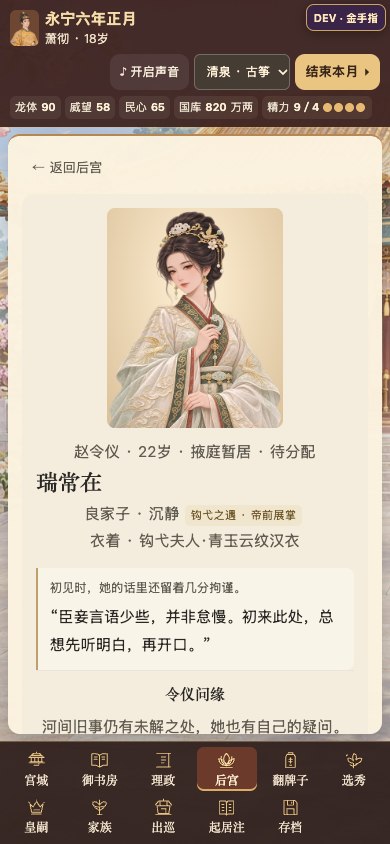 永宁六年正月
萧彻 · 18岁
DEV · 金手指
♪ 开启声音
清泉 · 古筝
结束本月 ›
龙体 90
威望 58
民心 65
国库 820 万两
精力 9 / 4
← 返回后宫
赵令仪 · 22岁 · 掖庭暂居 · 待分配
瑞常在
良家子 · 沉静 钩弋之遇 · 帝前展掌
衣着 · 钩弋夫人·青玉云纹汉衣
初见时，她的话里还留着几分拘谨。
“臣妾言语少些，并非怠慢。初来此处，总
想先听明白，再开口。”
令仪问缘
河间旧事仍有未解之处，她也有自己的疑问。
宫城
御书房
理政
后宫
翻牌子
选秀
皇嗣
家族
出巡
起居注
存档